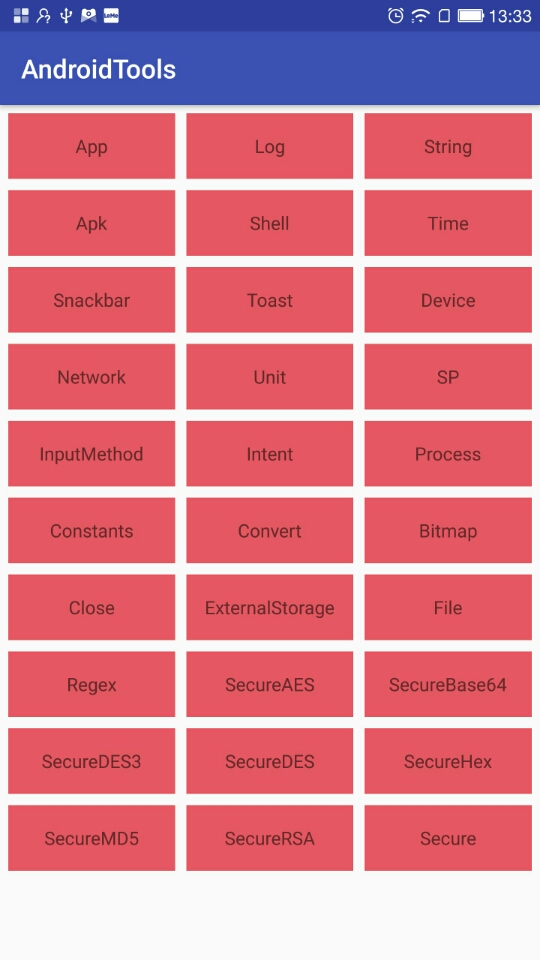 13:33
AndroidTools
App Log String
Apk Shell Time
Snackbar Toast Device
Network Unit SP
InputMethod Intent Process
Constants Convert Bitmap
Close ExternalStorage File
Regex SecureAES SecureBase64
SecureDES3 SecureDES SecureHex
SecureMD5 SecureRSA Secure